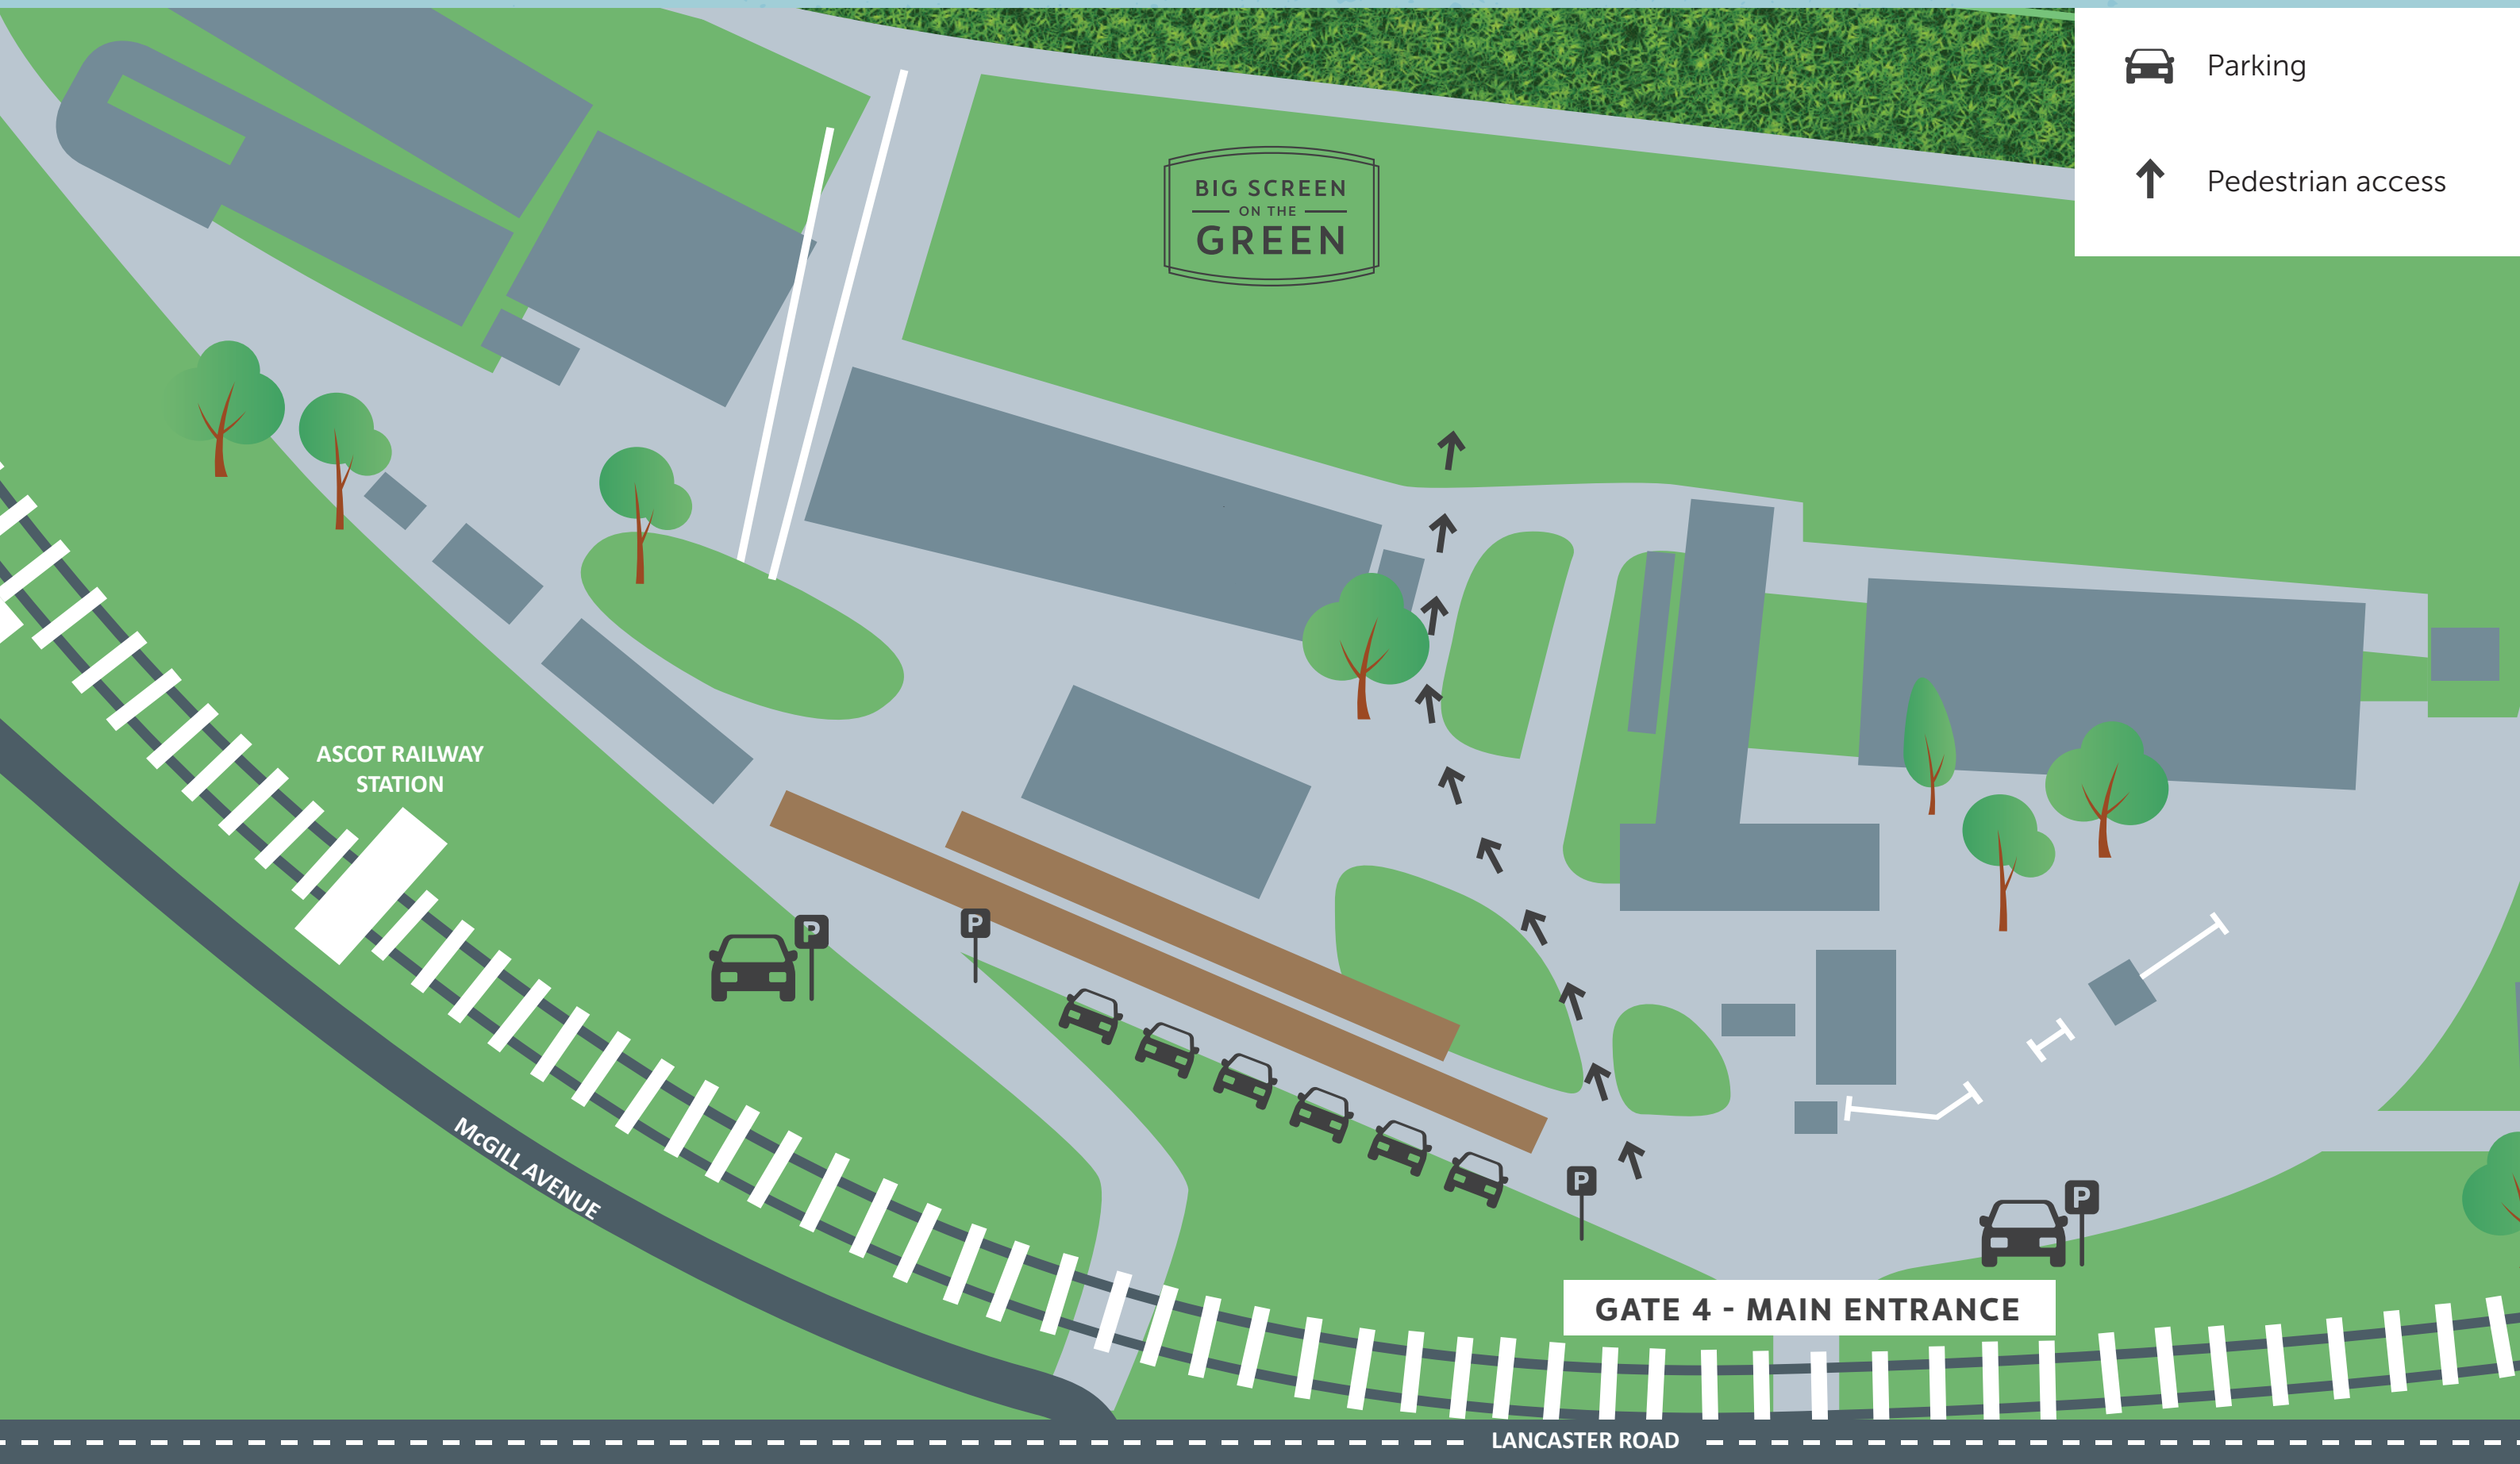 Parking
Pedestrian access
BIG SCREEN
ON THE
GREEN
ASCOT RAILWAY
STATION
P
P
McGILL AVENUE
P
P
GATE 4 - MAIN ENTRANCE
LANCASTER ROAD